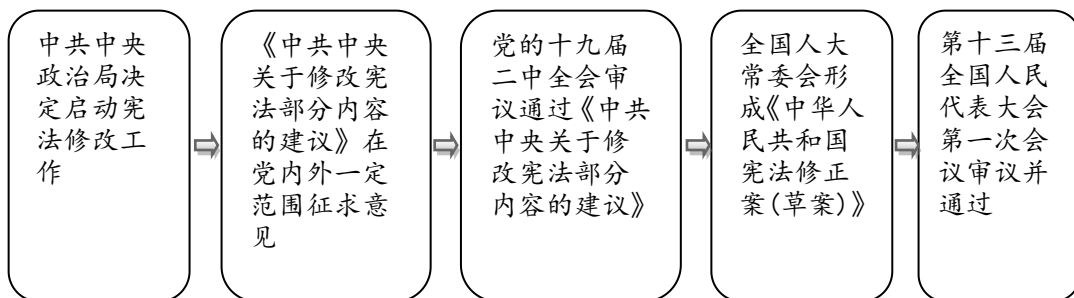 中共中央
政治局决
定启动宪
法修改工
作
《中共中央
关于修改宪
法部分内容
的建议》在
党内外一定
范围征求意
见
党的十九届
二中全会审
议通过《中共
中央关于修
改宪法部分
内容的建议》
全国人大
常委会形
成《中华人
民共和国
宪法修正
案(草案)》
第十三届
全国人民
代表大会
第一次会
议审议并
通过